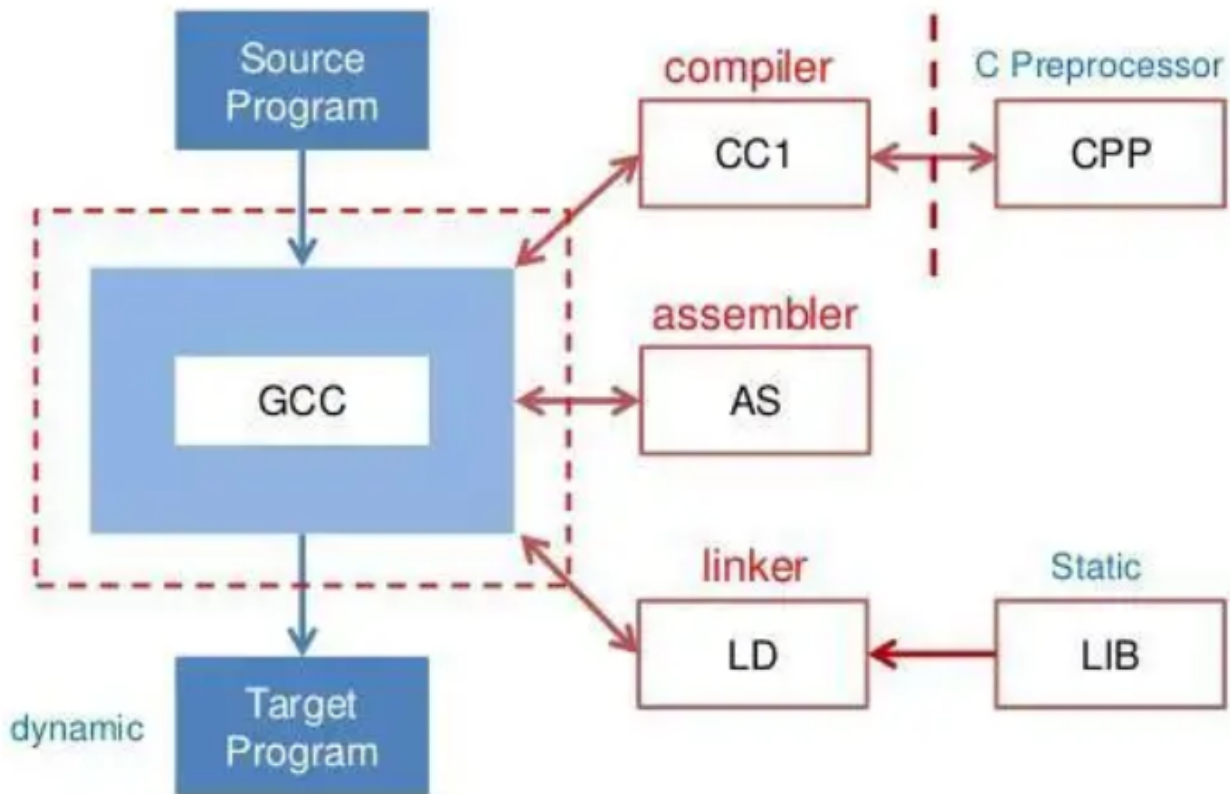 Source
Program
compiler
C Preprocessor
CC1
CPP
assembler
GCC
AS
linker
Static
LD
LIB
dynamic
Target
Program